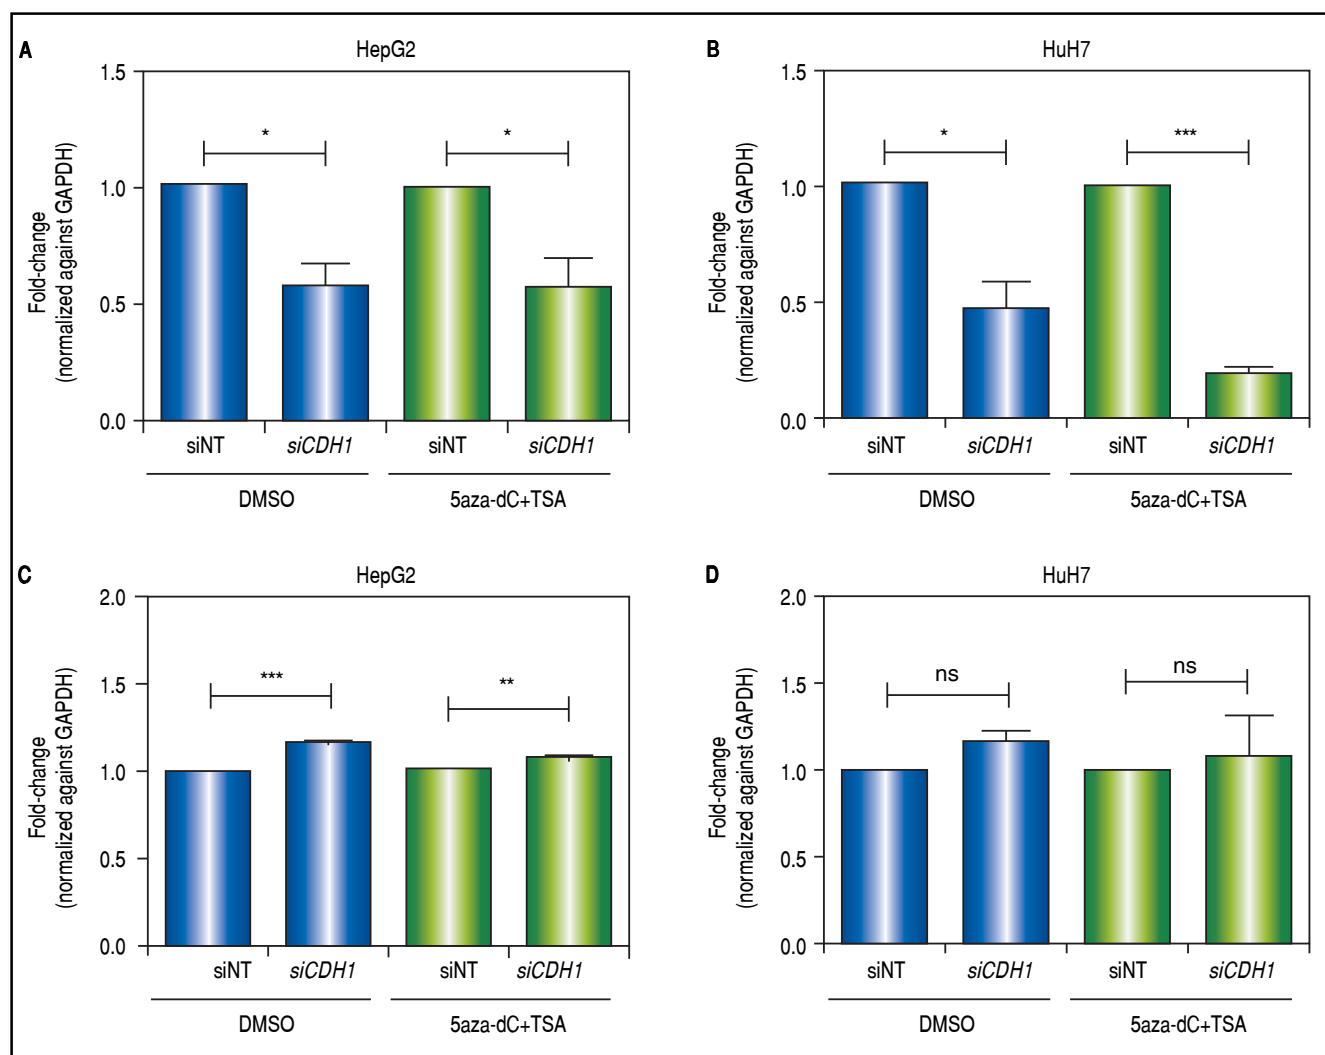 A
HepG2
1.5
1.0
0.5
0.0
Fold-change
(normalized against GAPDH)
*
*
siNT
siCDH1
siNT
siCDH1
DMSO
5aza-dC+TSA
B
HuH7
1.5
1.0
0.5
0.0
Fold-change
(normalized against GAPDH)
*
***
siNT
siCDH1
siNT
siCDH1
DMSO
5aza-dC+TSA
C
HepG2
2.0
1.5
1.0
0.5
0.0
Fold-change
(normalized against GAPDH)
***
**
siNT
siCDH1
siNT
siCDH1
DMSO
5aza-dC+TSA
D
HuH7
2.0
1.5
1.0
0.5
0.0
Fold-change
(normalized against GAPDH)
ns
ns
siNT
siCDH1
siNT
siCDH1
DMSO
5aza-dC+TSA